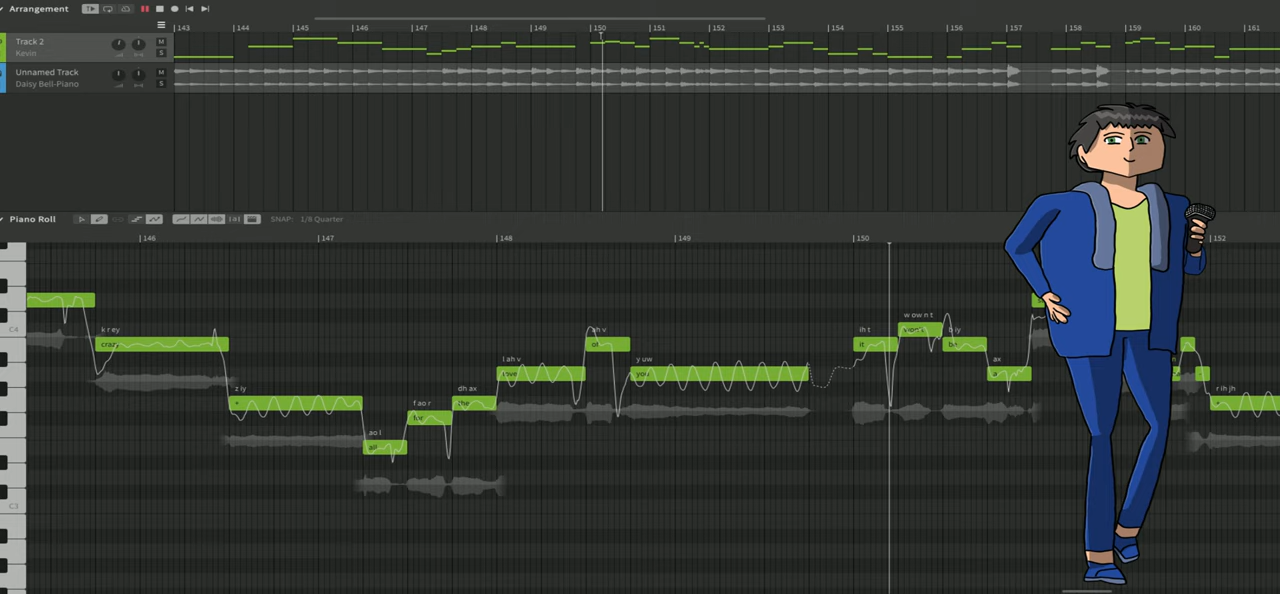 Arrangement
143 144 145 146 147 148 149 150 151 152 153 154 155 156 157 158 159 160 161
Track 2 M
Kevin S
Unnamed Track M
Daisy Bell-Piano S
Piano Roll SNAP: 1/8 Quarter
146 147 148 149 150 152
w ow n t
C4 k r ey ah v ih t b iy
crazy of it won't be
l ah v y uw ax
love you a
z iy dh ax r ih jh
+ f ao r the
ao l for
all
C3